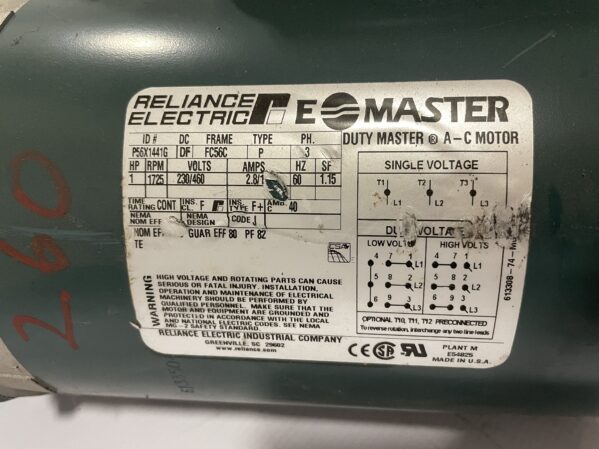 RELIANCE
ELECTRIC
E MASTER
DUTY MASTER ® A-C MOTOR
ID# DC FRAME TYPE PH.
P56X1441G DF FC56C P 3
HP RPM VOLTS AMPS HZ SF
1 1725 230/460 2.8/1 60 1.15
TIME RATING CONT INS. CL. F INS. TYPE F+ AMB. °C 40
NEMA NOM EFF NEMA DESIGN CODE J
NOM EFF GUAR EFF 80 PF 82
TE
CSA
WARNING
HIGH VOLTAGE AND ROTATING PARTS CAN CAUSE
SERIOUS OR FATAL INJURY. INSTALLATION,
OPERATION AND MAINTENANCE OF ELECTRICAL
MACHINERY SHOULD BE PERFORMED BY
QUALIFIED PERSONNEL. MAKE SURE THAT THE
MOTOR AND EQUIPMENT ARE GROUNDED AND
PROTECTED IN ACCORDANCE WITH THE LOCAL
AND NATIONAL ELECTRIC CODES. SEE NEMA
MG-2 SAFETY STANDARD.
RELIANCE ELECTRIC INDUSTRIAL COMPANY
GREENVILLE, SC 29602
www.reliance.com
SINGLE VOLTAGE
T1 T2 T3
L1 L2 L3
DU VOLTA
LOW VOLT HIGH VOLTS
4 7 1 L1 4 7 1 L1
5 8 2 L2 5 8 2 L2
6 9 3 L3 6 9 3 L3
OPTIONAL T10, T11, T12 PRECONNECTED
To reverse rotation, interchange any two line leads
CE SA UL
PLANT M
E54825
MADE IN U.S.A.
613308-74-
260